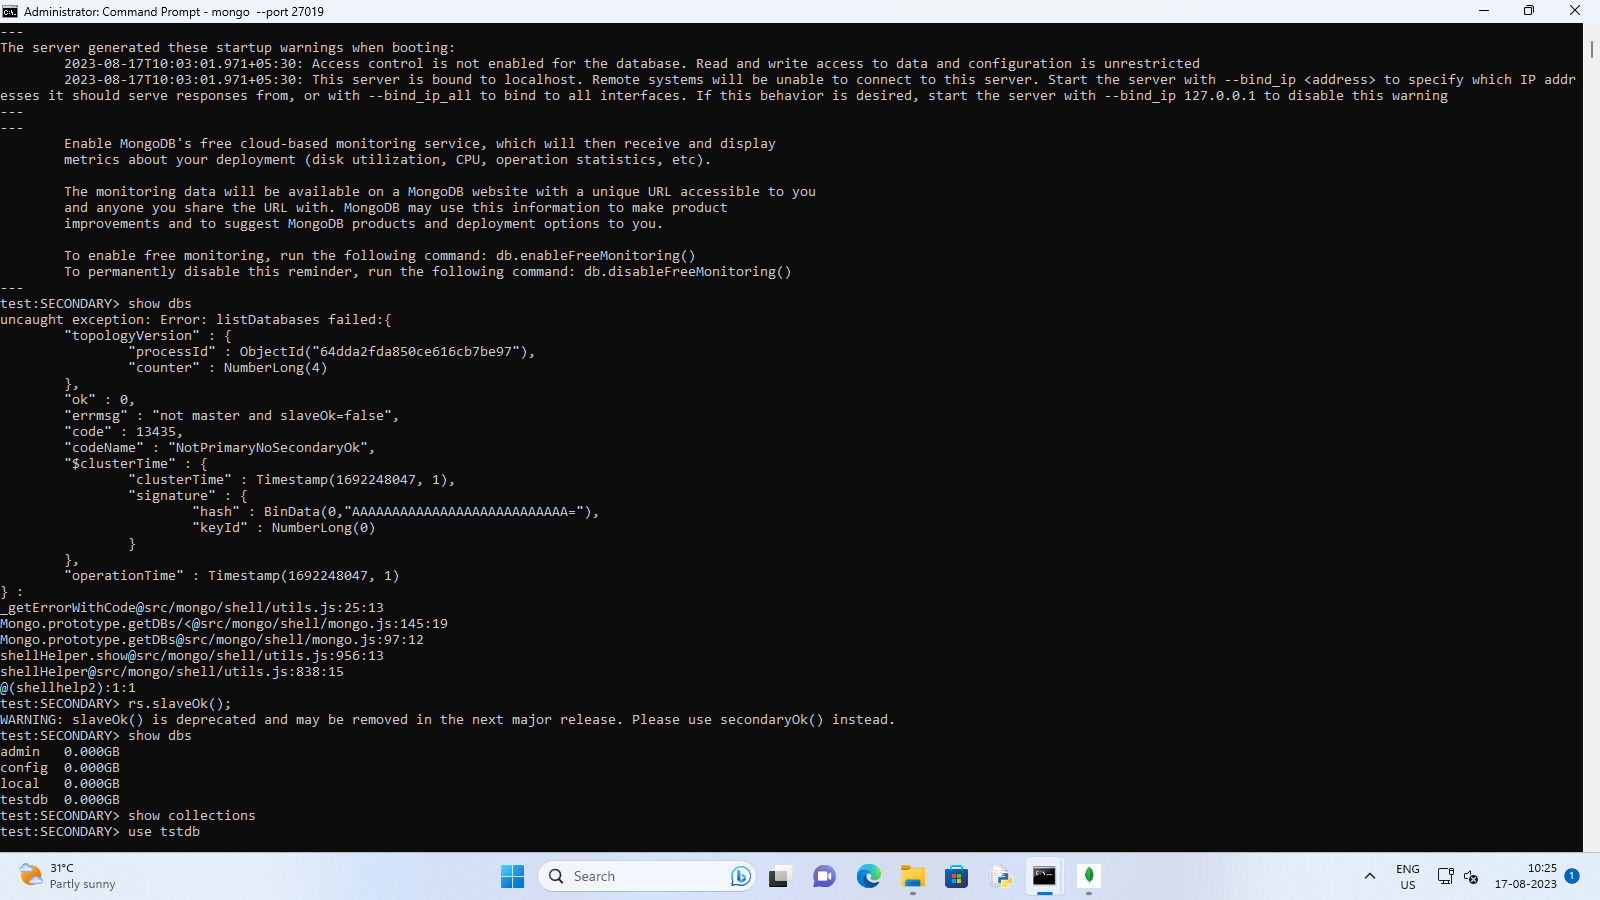 Administrator: Command Prompt - mongo  --port 27019
---
The server generated these startup warnings when booting:
        2023-08-17T10:03:01.971+05:30: Access control is not enabled for the database. Read and write access to data and configuration is unrestricted
        2023-08-17T10:03:01.971+05:30: This server is bound to localhost. Remote systems will be unable to connect to this server. Start the server with --bind_ip <address> to specify which IP addr
esses it should serve responses from, or with --bind_ip_all to bind to all interfaces. If this behavior is desired, start the server with --bind_ip 127.0.0.1 to disable this warning
---
---
        Enable MongoDB's free cloud-based monitoring service, which will then receive and display
        metrics about your deployment (disk utilization, CPU, operation statistics, etc).
        The monitoring data will be available on a MongoDB website with a unique URL accessible to you
        and anyone you share the URL with. MongoDB may use this information to make product
        improvements and to suggest MongoDB products and deployment options to you.
        To enable free monitoring, run the following command: db.enableFreeMonitoring()
        To permanently disable this reminder, run the following command: db.disableFreeMonitoring()
---
test:SECONDARY> show dbs
uncaught exception: Error: listDatabases failed:{
        "topologyVersion" : {
                "processId" : ObjectId("64dda2fda850ce616cb7be97"),
                "counter" : NumberLong(4)
        },
        "ok" : 0,
        "errmsg" : "not master and slaveOk=false",
        "code" : 13435,
        "codeName" : "NotPrimaryNoSecondaryOk",
        "$clusterTime" : {
                "clusterTime" : Timestamp(1692248047, 1),
                "signature" : {
                        "hash" : BinData(0,"AAAAAAAAAAAAAAAAAAAAAAAAAAA="),
                        "keyId" : NumberLong(0)
                }
        },
        "operationTime" : Timestamp(1692248047, 1)
} :
_getErrorWithCode@src/mongo/shell/utils.js:25:13
Mongo.prototype.getDBs/<@src/mongo/shell/mongo.js:145:19
Mongo.prototype.getDBs@src/mongo/shell/mongo.js:97:12
shellHelper.show@src/mongo/shell/utils.js:956:13
shellHelper@src/mongo/shell/utils.js:838:15
@(shellhelp2):1:1
test:SECONDARY> rs.slaveOk();
WARNING: slaveOk() is deprecated and may be removed in the next major release. Please use secondaryOk() instead.
test:SECONDARY> show dbs
admin   0.000GB
config  0.000GB
local   0.000GB
testdb  0.000GB
test:SECONDARY> show collections
test:SECONDARY> use tstdb
31°C
Partly sunny
Search
ENG
US
10:25
17-08-2023
1